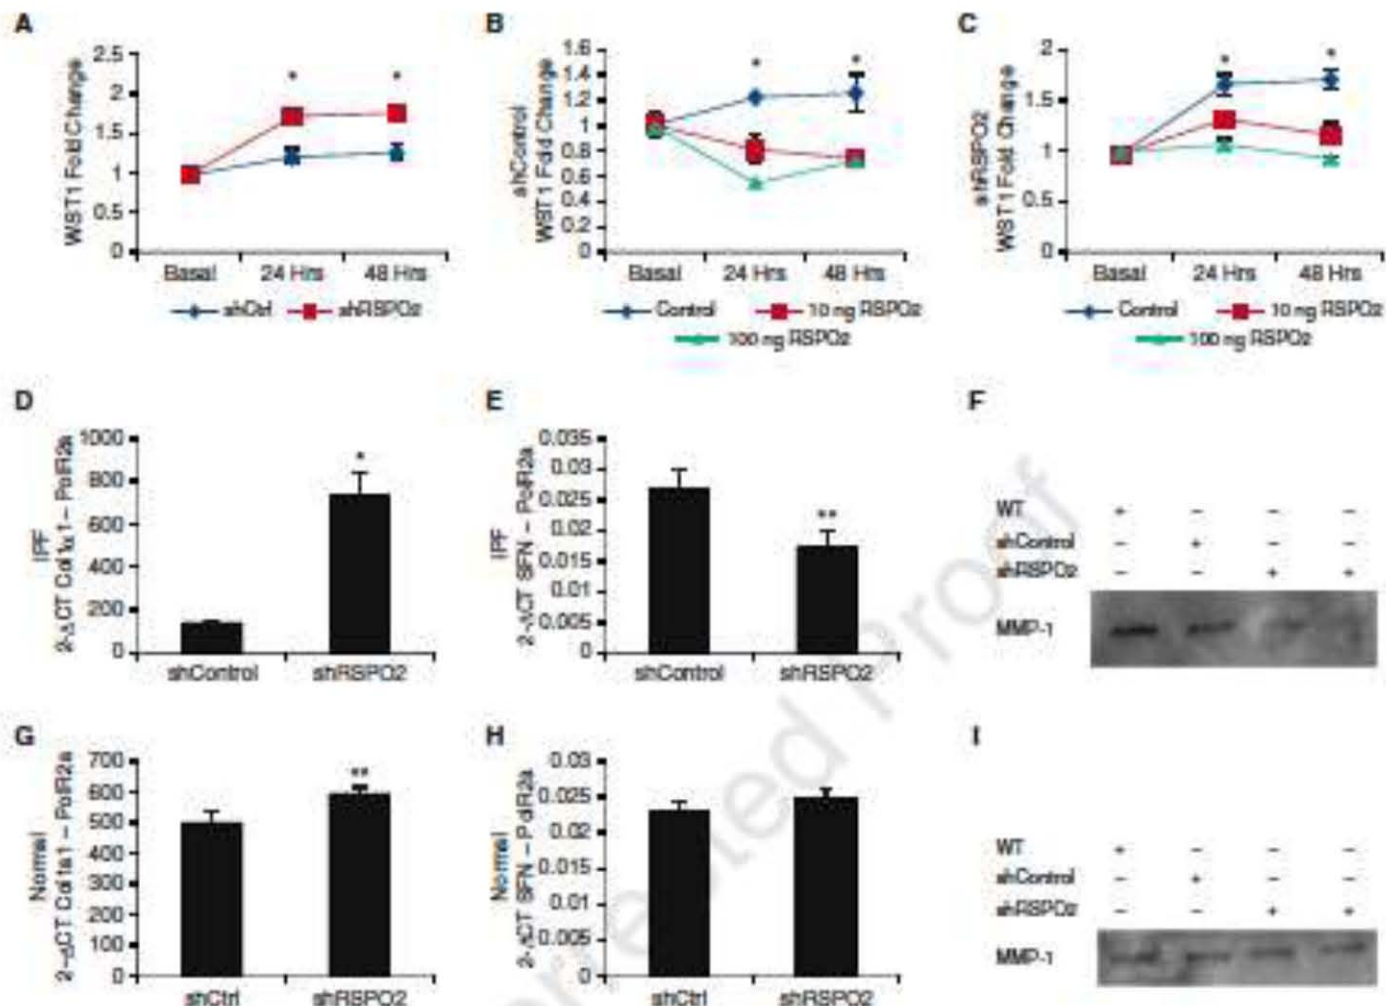 A
WST1 Fold Change
2.5
2
1.5
1
0.5
0
*
*
Basal 24 Hrs 48 Hrs
shCtrl shRSPO2
B
shControl
WST1 Fold Change
1.6
1.4
1.2
1
0.8
0.6
0.4
0.2
0
*
*
Basal 24 Hrs 48 Hrs
Control 10 ng RSPO2
100 ng RSPO2
C
shRSPO2
WST1 Fold Change
2
1.5
1
0.5
0
*
*
Basal 24 Hrs 48 Hrs
Control 10 ng RSPO2
100 ng RSPO2
D
IPF
2-ΔCT Col1a1 – PolR2a
1000
800
600
400
200
0
*
shControl shRSPO2
E
IPF
2-ΔCT SFN – PolR2a
0.035
0.03
0.025
0.02
0.015
0.01
0.005
0
**
shControl shRSPO2
F
WT + – – –
shControl – + – –
shRSPO2 – – + +
MMP-1
G
Normal
2-ΔCT Col1a1 – PolR2a
700
600
500
400
300
200
100
0
**
shCtrl shRSPO2
H
Normal
2-ΔCT SFN – PolR2a
0.03
0.025
0.02
0.015
0.01
0.005
0
shCtrl shRSPO2
I
WT + – – –
shControl – + – –
shRSPO2 – – + +
MMP-1
Proof